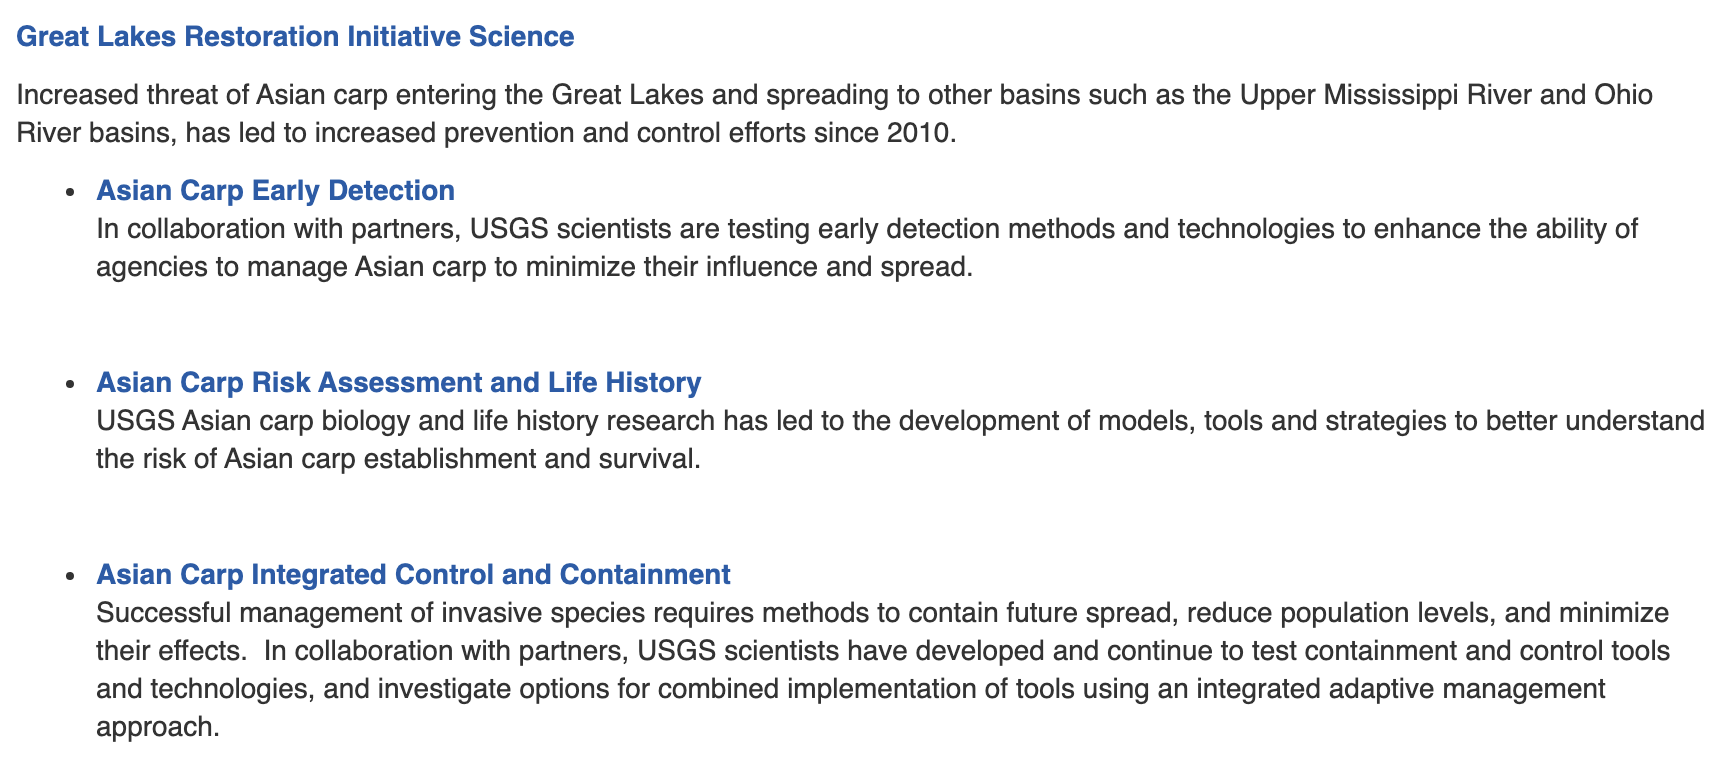 Great Lakes Restoration Initiative Science
Increased threat of Asian carp entering the Great Lakes and spreading to other basins such as the Upper Mississippi River and Ohio
River basins, has led to increased prevention and control efforts since 2010.
• Asian Carp Early Detection
In collaboration with partners, USGS scientists are testing early detection methods and technologies to enhance the ability of
agencies to manage Asian carp to minimize their influence and spread.
• Asian Carp Risk Assessment and Life History
USGS Asian carp biology and life history research has led to the development of models, tools and strategies to better understand
the risk of Asian carp establishment and survival.
• Asian Carp Integrated Control and Containment
Successful management of invasive species requires methods to contain future spread, reduce population levels, and minimize
their effects.  In collaboration with partners, USGS scientists have developed and continue to test containment and control tools
and technologies, and investigate options for combined implementation of tools using an integrated adaptive management
approach.